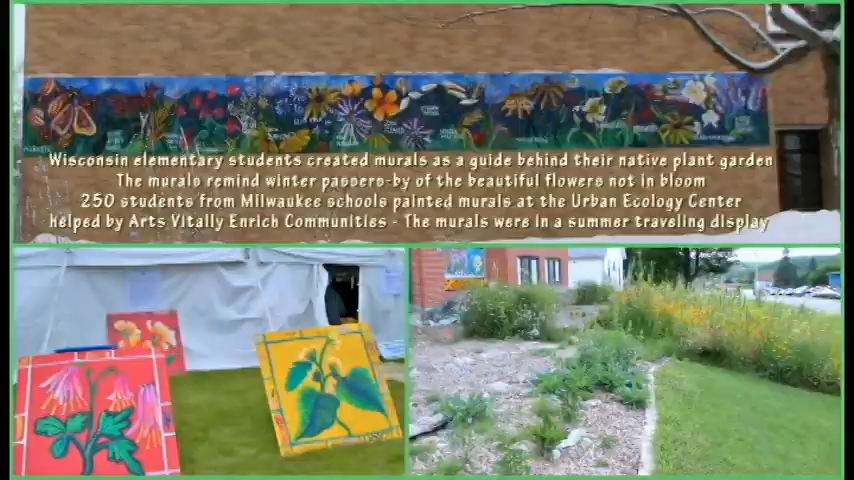 Wisconsin elementary students created murals as a guide behind their native plant garden
The murals remind winter passers-by of the beautiful flowers not in bloom
250 students from Milwaukee schools painted murals at the Urban Ecology Center
helped by Arts Vitally Enrich Communities - The murals were in a summer traveling display